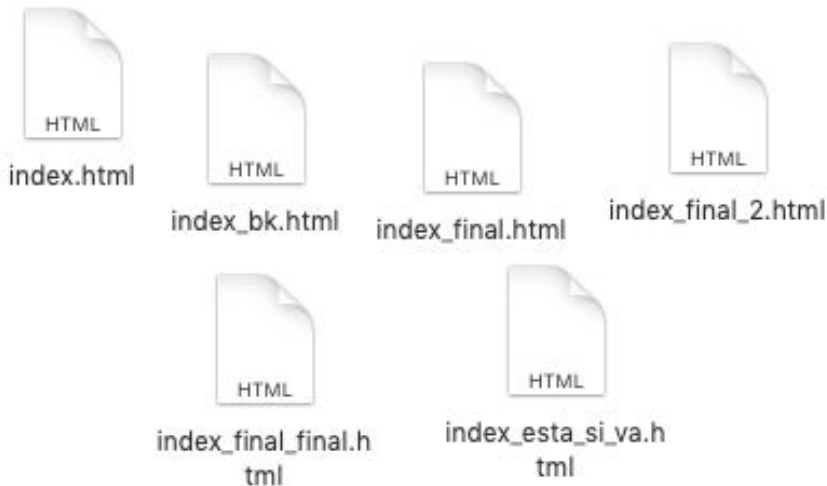 HTML
index.html
HTML
index_bk.html
HTML
index_final.html
HTML
index_final_2.html
HTML
index_final_final.h
tml
HTML
index_esta_si_va.h
tml